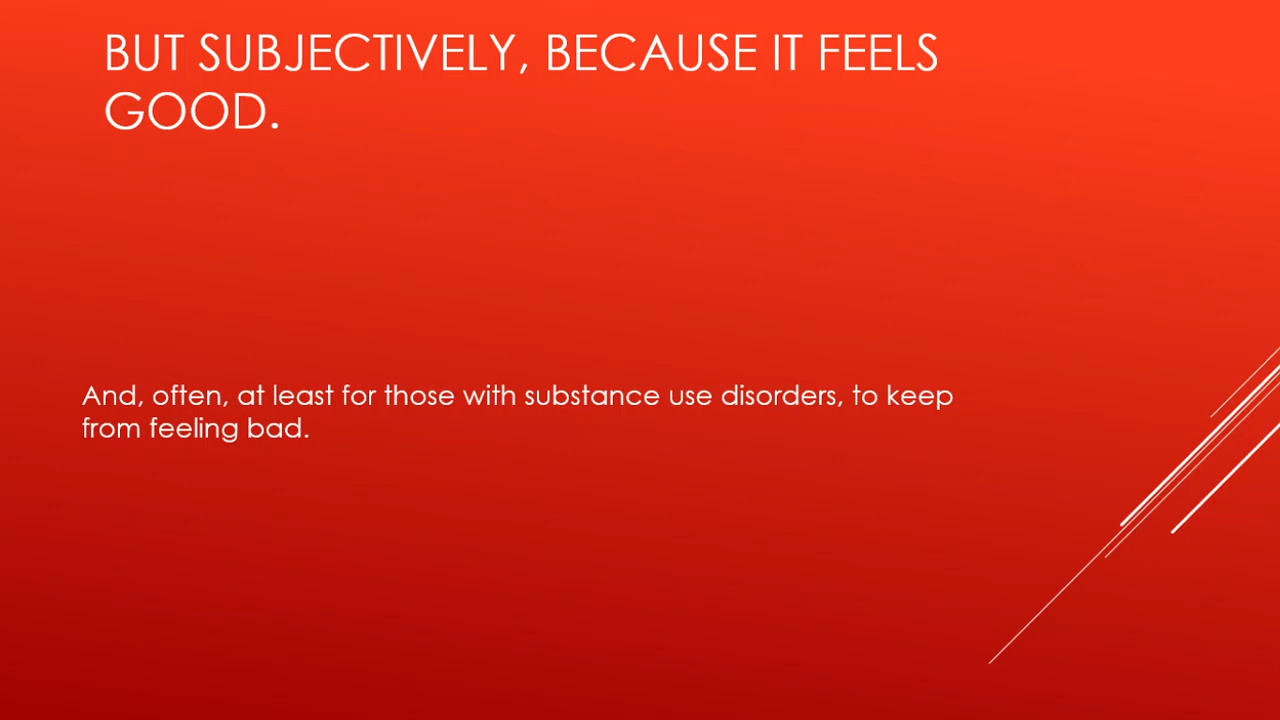 BUT SUBJECTIVELY, BECAUSE IT FEELS
GOOD.
And, often, at least for those with substance use disorders, to keep
from feeling bad.